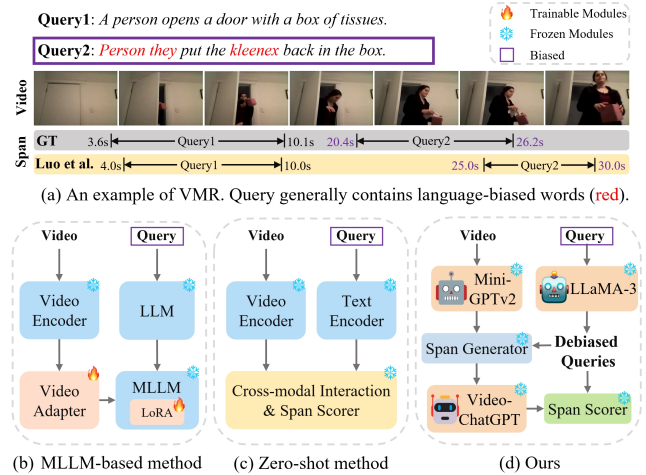 Query1: A person opens a door with a box of tissues.
Query2: Person they put the kleenex back in the box.
Trainable Modules
Frozen Modules
Biased
Video
Span
GT 3.6s Query1 10.1s 20.4s Query2 26.2s
Luo et al. 4.0s Query1 10.0s 25.0s Query2 30.0s
(a) An example of VMR. Query generally contains language-biased words (red).
Video Query
Video Encoder
LLM
Video Adapter
MLLM
LoRA
(b) MLLM-based method
Video Query
Video Encoder
Text Encoder
Cross-modal Interaction
& Span Scorer
(c) Zero-shot method
Video Query
Mini-
GPTv2
LLaMA-3
Span Generator
Debiased
Queries
Video-
ChatGPT
Span Scorer
(d) Ours